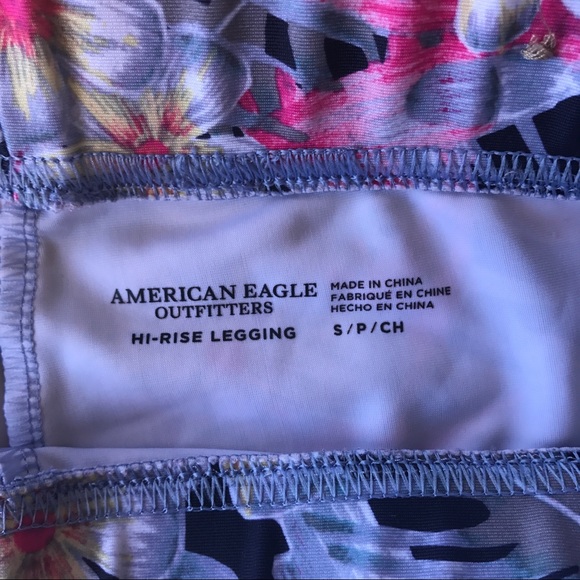 AMERICAN EAGLE
OUTFITTERS
HI-RISE LEGGING
MADE IN CHINA
FABRIQUÉ EN CHINE
HECHO EN CHINA
S/P/CH